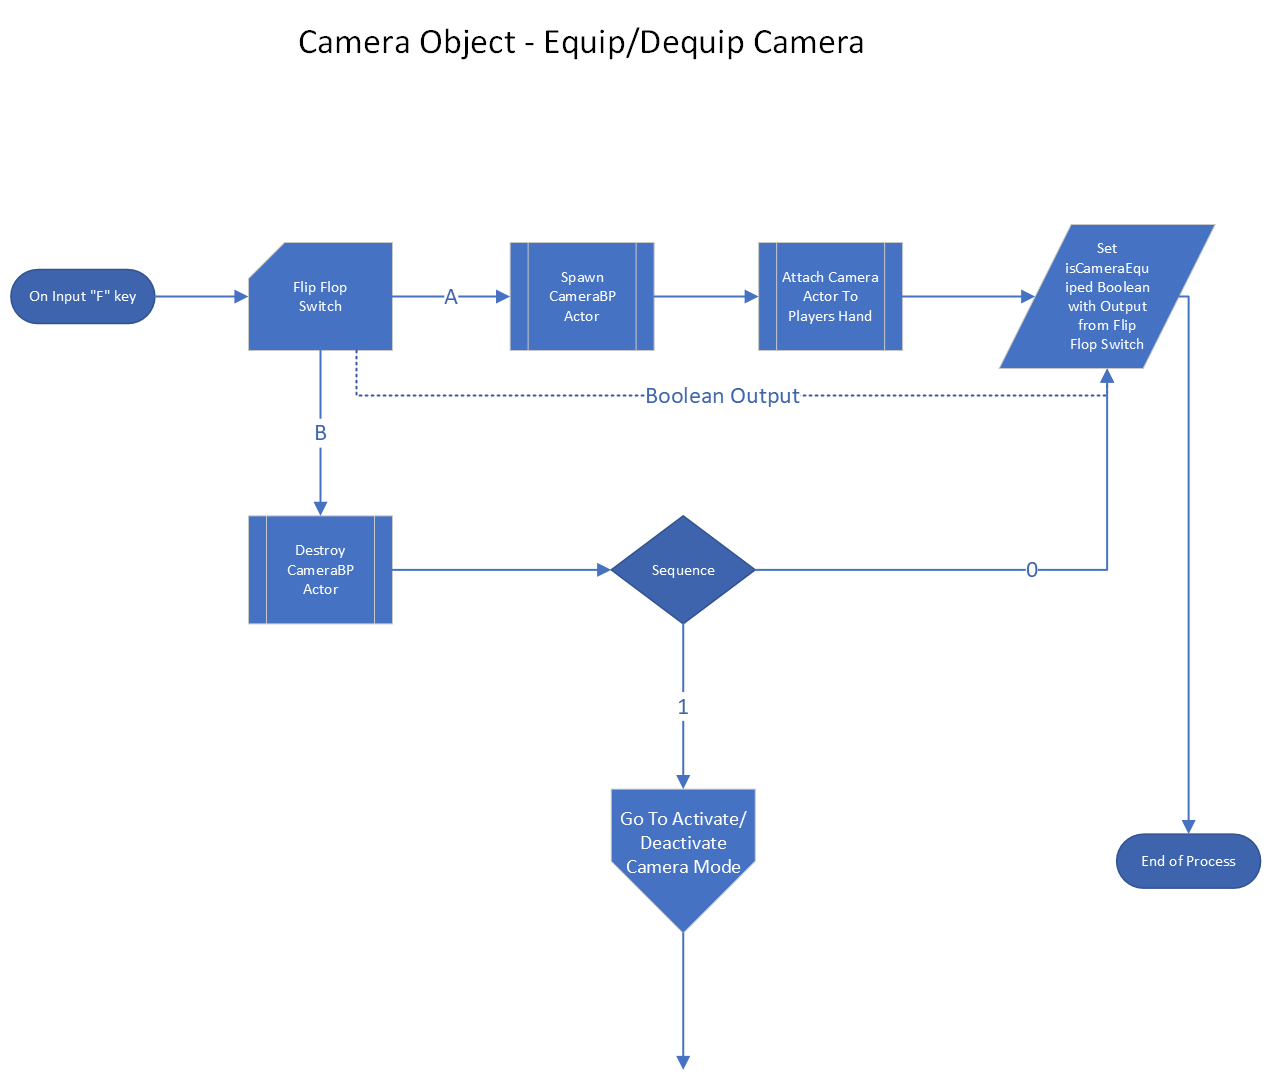 Camera Object - Equip/Dequip Camera
On Input "F" key
Flip Flop
Switch
A
Spawn
CameraBP
Actor
Attach Camera
Actor To
Players Hand
Set
isCameraEqu
iped Boolean
with Output
from Flip
Flop Switch
Boolean Output
B
Destroy
CameraBP
Actor
Sequence
0
1
Go To Activate/
Deactivate
Camera Mode
End of Process